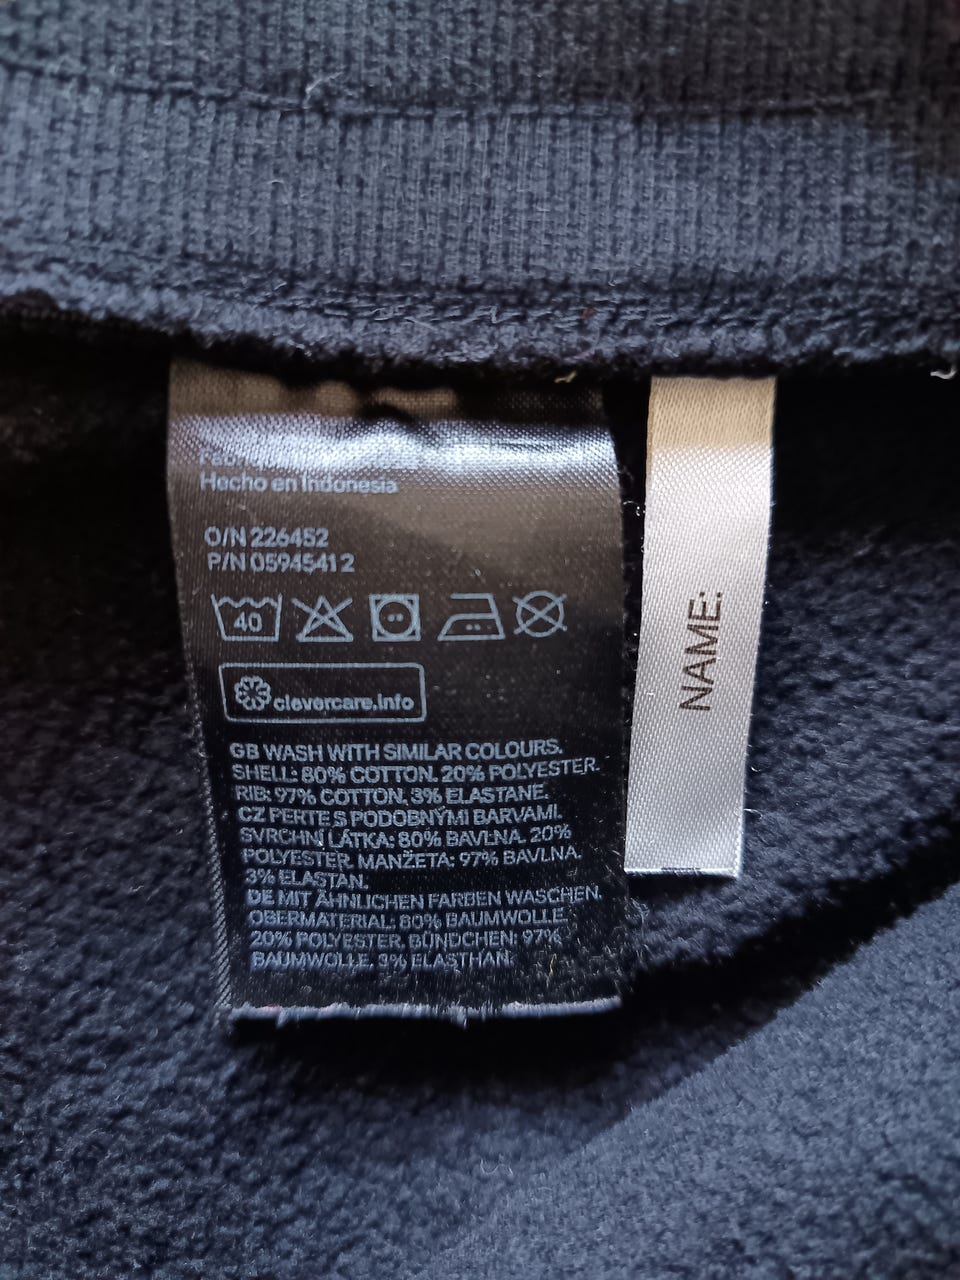 Hecho en Indonesia
O/N 226452
P/N 05945412
40
clevercare.info
GB WASH WITH SIMILAR COLOURS.
SHELL: 80% COTTON. 20% POLYESTER.
RIB: 97% COTTON. 3% ELASTANE.
CZ PERTE S PODOBNÝMI BARVAMI.
SVRCHNÍ LÁTKA: 80% BAVLNA. 20%
POLYESTER. MANŽETA: 97% BAVLNA.
3% ELASTAN.
DE MIT ÄHNLICHEN FARBEN WASCHEN.
OBERMATERIAL: 80% BAUMWOLLE.
20% POLYESTER. BÜNDCHEN: 97%
BAUMWOLLE. 3% ELASTHAN.
NAME: